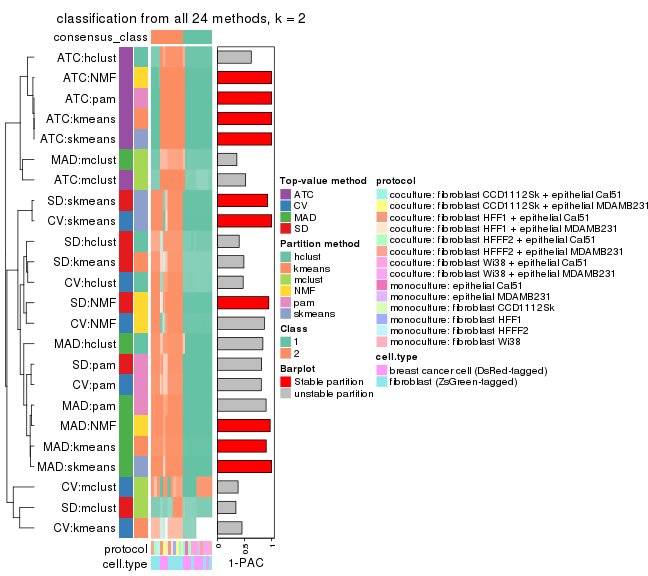 classification from all 24 methods, k = 2
consensus_class
ATC:hclust
ATC:NMF
ATC:pam
ATC:kmeans
ATC:skmeans
MAD:mclust
ATC:mclust
SD:skmeans
CV:skmeans
SD:hclust
SD:kmeans
CV:hclust
SD:NMF
CV:NMF
MAD:hclust
SD:pam
CV:pam
MAD:pam
MAD:NMF
MAD:kmeans
MAD:skmeans
CV:mclust
SD:mclust
CV:kmeans
protocol
cell.type
0
0.5
1
1-PAC
Top-value method
ATC
CV
MAD
SD
Partition method
hclust
kmeans
mclust
NMF
pam
skmeans
Class
1
2
Barplot
Stable partition
unstable partition
protocol
coculture: fibroblast CCD1112Sk + epithelial Cal51
coculture: fibroblast CCD1112Sk + epithelial MDAMB231
coculture: fibroblast HFF1 + epithelial Cal51
coculture: fibroblast HFF1 + epithelial MDAMB231
coculture: fibroblast HFFF2 + epithelial Cal51
coculture: fibroblast HFFF2 + epithelial MDAMB231
coculture: fibroblast Wi38 + epithelial Cal51
coculture: fibroblast Wi38 + epithelial MDAMB231
monoculture: epithelial Cal51
monoculture: epithelial MDAMB231
monoculture: fibroblast CCD1112Sk
monoculture: fibroblast HFF1
monoculture: fibroblast HFFF2
monoculture: fibroblast Wi38
cell.type
breast cancer cell (DsRed-tagged)
fibroblast (ZsGreen-tagged)